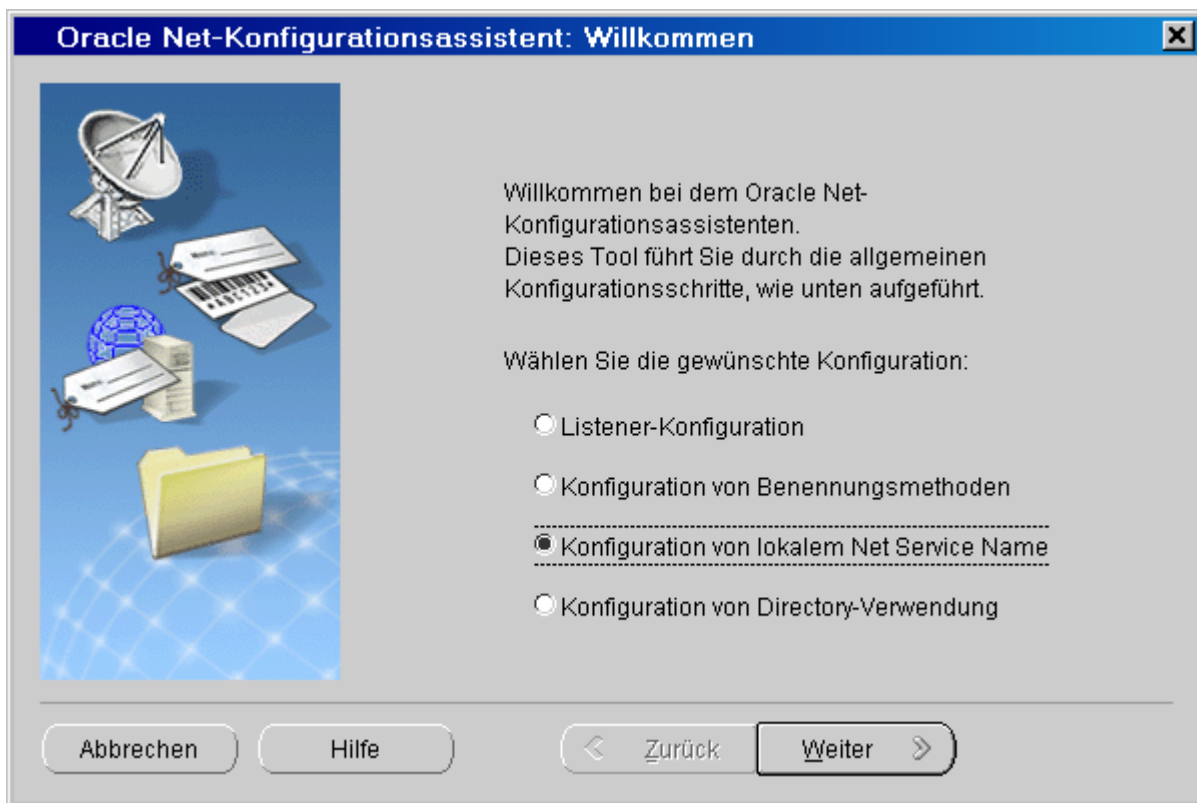 Oracle Net-Konfigurationsassistent: Willkommen
Willkommen bei dem Oracle Net-
Konfigurationsassistenten.
Dieses Tool führt Sie durch die allgemeinen
Konfigurationsschritte, wie unten aufgeführt.
Wählen Sie die gewünschte Konfiguration:
Listener-Konfiguration
Konfiguration von Benennungsmethoden
Konfiguration von lokalem Net Service Name
Konfiguration von Directory-Verwendung
*ABC123*
Abbrechen
Hilfe
Zurück
Weiter